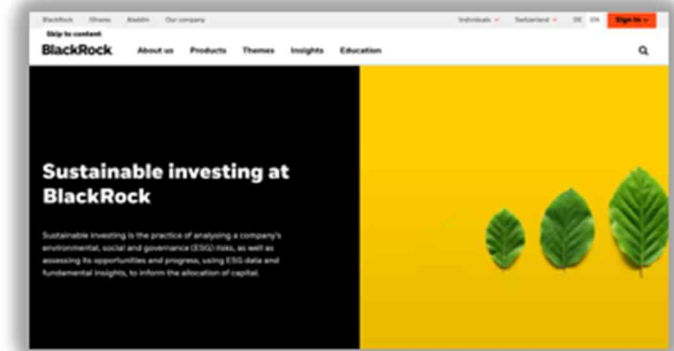 BlackRock iShares Aladdin Our company Individuals Switzerland DE EN Sign In
Skip to content
BlackRock About us Products Themes Insights Education
Sustainable investing at
BlackRock
Sustainable investing is the practice of analysing a company's
environmental, social and governance (ESG) risks, as well as
assessing its opportunities and progress, using ESG data and
fundamental insights, to inform the allocation of capital.